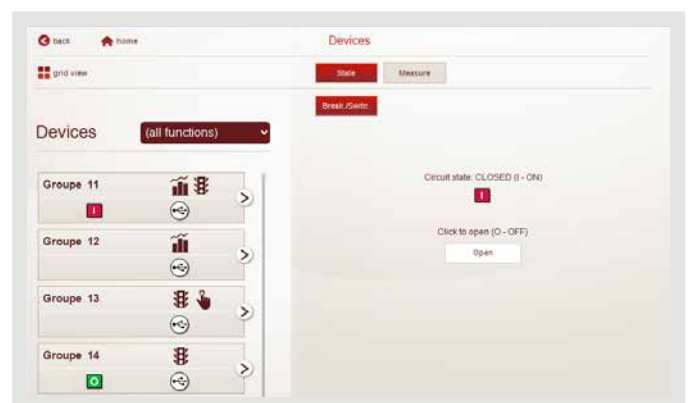 back home Devices
grid view State Measure
Break./Switc.
Devices (all functions)
Groupe 11
I
Groupe 12
Groupe 13
Groupe 14
O
Circuit state: CLOSED (I - ON)
I
Click to open (O - OFF)
Open